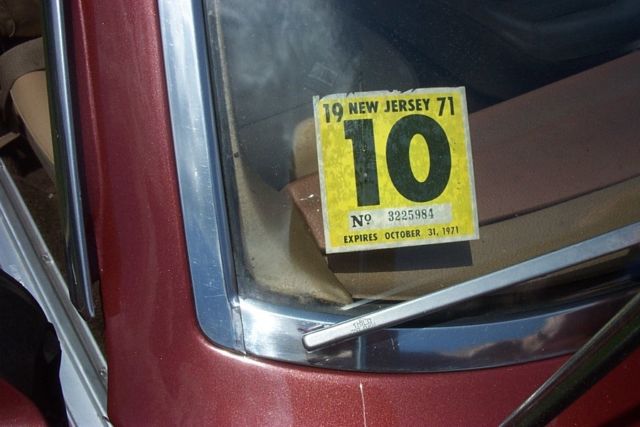 19 NEW JERSEY 71
10
Nº 3225984
EXPIRES OCTOBER 31, 1971